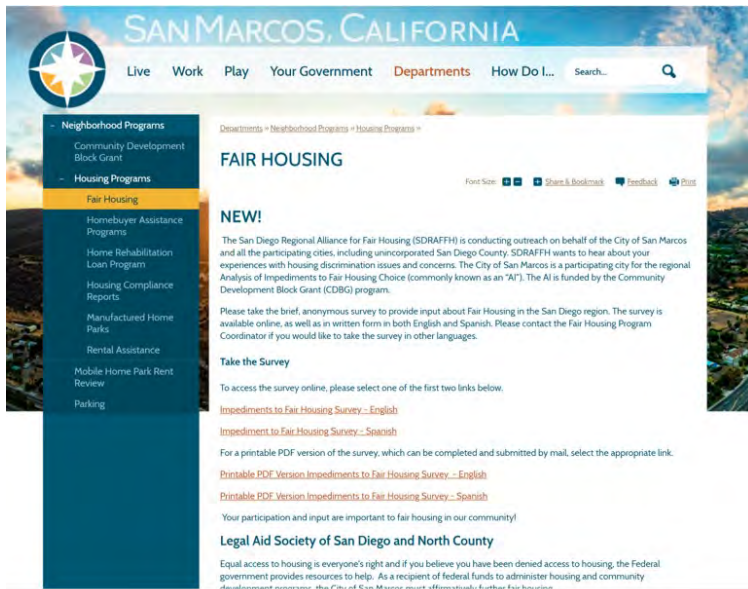 SAN MARCOS, CALIFORNIA
Live Work Play Your Government Departments How Do I... Search...
− Neighborhood Programs
Community Development
Block Grant
− Housing Programs
Fair Housing
Homebuyer Assistance
Programs
Home Rehabilitation
Loan Program
Housing Compliance
Reports
Manufactured Home
Parks
Rental Assistance
Mobile Home Park Rent
Review
Parking
Departments » Neighborhood Programs » Housing Programs »
FAIR HOUSING
Font Size: + − + Share & Bookmark Feedback Print
NEW!
The San Diego Regional Alliance for Fair Housing (SDRAFFH) is conducting outreach on behalf of the City of San Marcos
and all the participating cities, including unincorporated San Diego County. SDRAFFH wants to hear about your
experiences with housing discrimination issues and concerns. The City of San Marcos is a participating city for the regional
Analysis of Impediments to Fair Housing Choice (commonly known as an "AI"). The AI is funded by the Community
Development Block Grant (CDBG) program.
Please take the brief, anonymous survey to provide input about Fair Housing in the San Diego region. The survey is
available online, as well as in written form in both English and Spanish. Please contact the Fair Housing Program
Coordinator if you would like to take the survey in other languages.
Take the Survey
To access the survey online, please select one of the first two links below.
Impediments to Fair Housing Survey - English
Impediment to Fair Housing Survey - Spanish
For a printable PDF version of the survey, which can be completed and submitted by mail, select the appropriate link.
Printable PDF Version Impediments to Fair Housing Survey - English
Printable PDF Version Impediments to Fair Housing Survey - Spanish
Your participation and input are important to fair housing in our community!
Legal Aid Society of San Diego and North County
Equal access to housing is everyone's right and if you believe you have been denied access to housing, the Federal
government provides resources to help. As a recipient of federal funds to administer housing and community
development programs, the City of San Marcos must affirmatively further fair housing